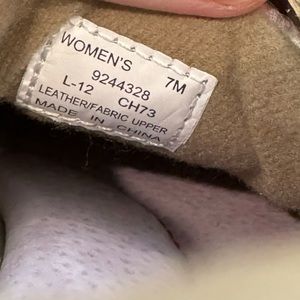 WOMEN'S 7M
9244328
L-12 CH73
LEATHER/FABRIC UPPER
MADE IN CHINA